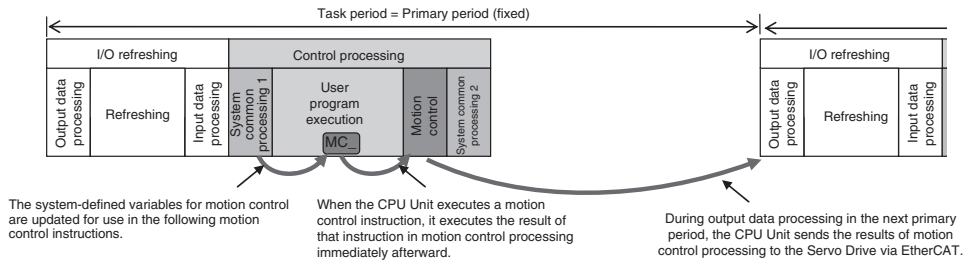 Task period = Primary period (fixed)
I/O refreshing
Control processing
I/O refreshing
Output data
processing
Refreshing
Input data
processing
System
common
processing 1
User
program
execution
MC_
Motion
control
System common
processing 2
Output data
processing
Refreshing
Input data
processing
The system-defined variables for motion control
are updated for use in the following motion
control instructions.
When the CPU Unit executes a motion
control instruction, it executes the result of
that instruction in motion control processing
immediately afterward.
During output data processing in the next primary
period, the CPU Unit sends the results of motion
control processing to the Servo Drive via EtherCAT.